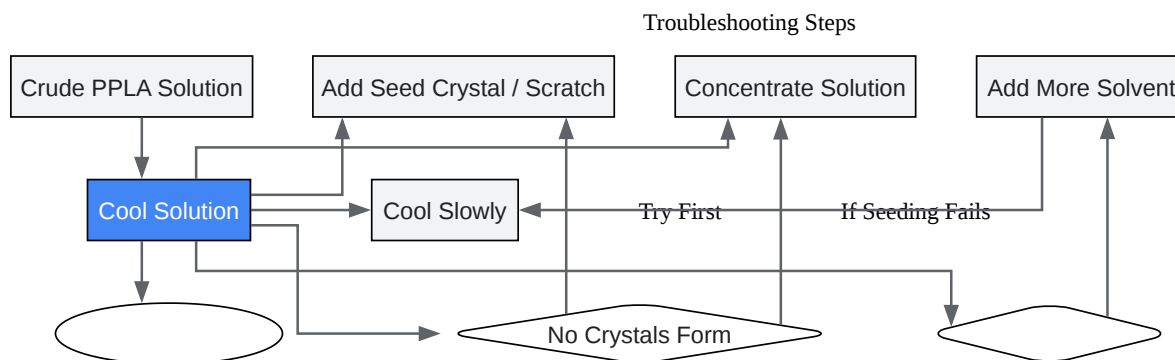 Troubleshooting Steps
Crude PPLA Solution
Add Seed Crystal / Scratch
Concentrate Solution
Add More Solvent
Cool Solution
Cool Slowly
Try First
If Seeding Fails
No Crystals Form